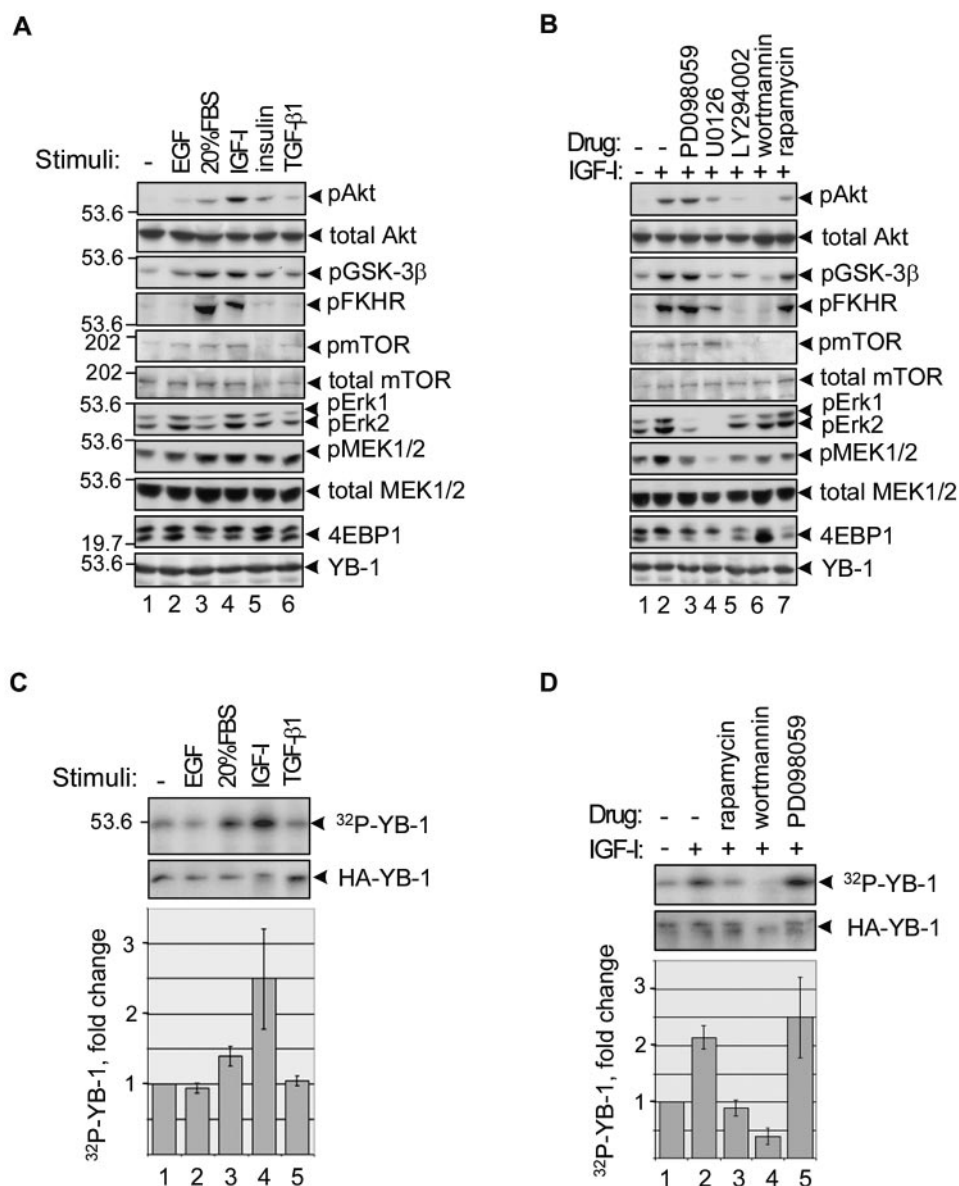 A
Stimuli: - EGF 20%FBS IGF-I insulin TGF-β1
pAkt
53.6
total Akt
53.6
pGSK-3β
pFKHR
53.6
202
pmTOR
202
total mTOR
53.6
pErk1
pErk2
53.6
pMEK1/2
53.6
total MEK1/2
4EBP1
19.7
53.6
YB-1
1 2 3 4 5 6
B
Drug: - - PD098059 U0126 LY294002 wortmannin rapamycin
IGF-I: - + + + + + +
pAkt
total Akt
pGSK-3β
pFKHR
pmTOR
total mTOR
pErk1
pErk2
pMEK1/2
total MEK1/2
4EBP1
YB-1
1 2 3 4 5 6 7
C
Stimuli: - EGF 20%FBS IGF-I TGF-β1
53.6 ³²P-YB-1
HA-YB-1
³²P-YB-1, fold change
3
2
1
1 2 3 4 5
D
Drug: - - rapamycin wortmannin PD098059
IGF-I: - + + + +
³²P-YB-1
HA-YB-1
³²P-YB-1, fold change
3
2
1
1 2 3 4 5